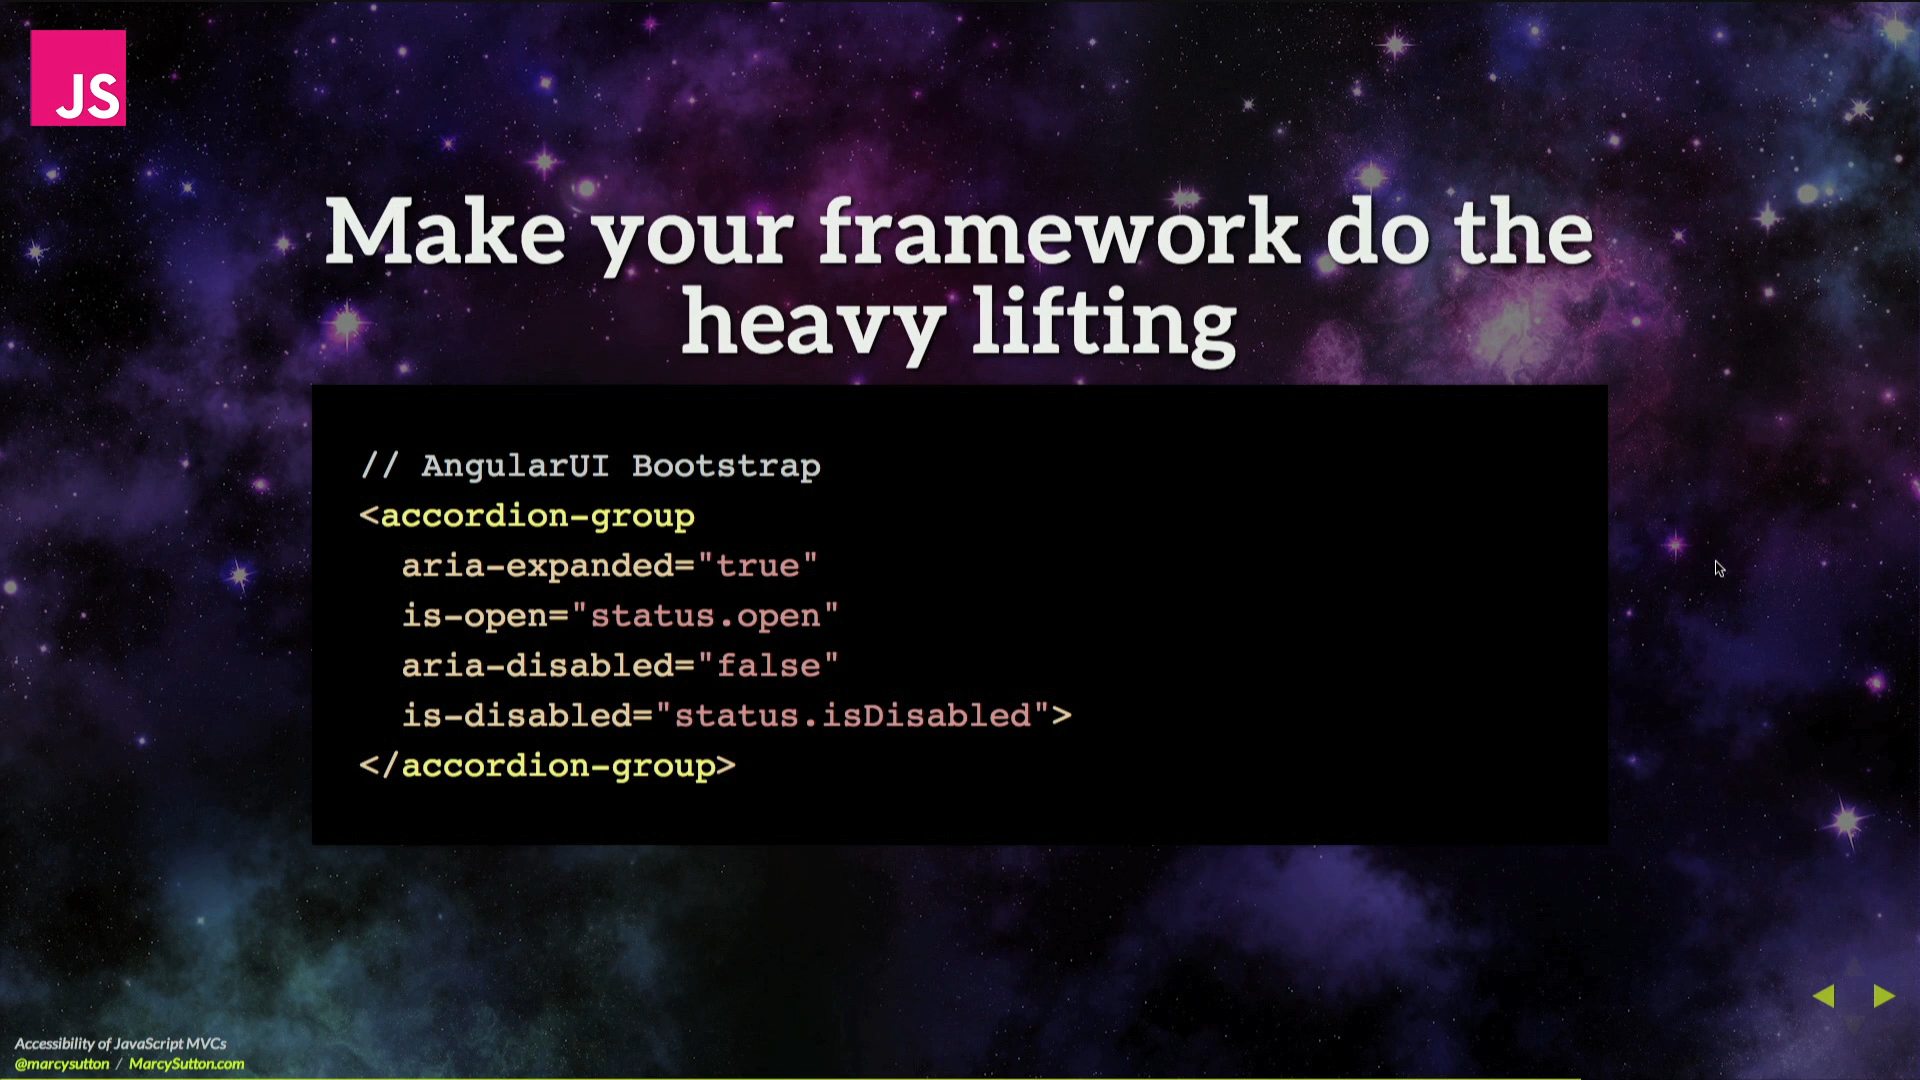 JS
Make your framework do the
heavy lifting
// AngularUI Bootstrap
<accordion-group
  aria-expanded="true"
  is-open="status.open"
  aria-disabled="false"
  is-disabled="status.isDisabled">
</accordion-group>
Accessibility of JavaScript MVCs
@marcysutton / MarcySutton.com